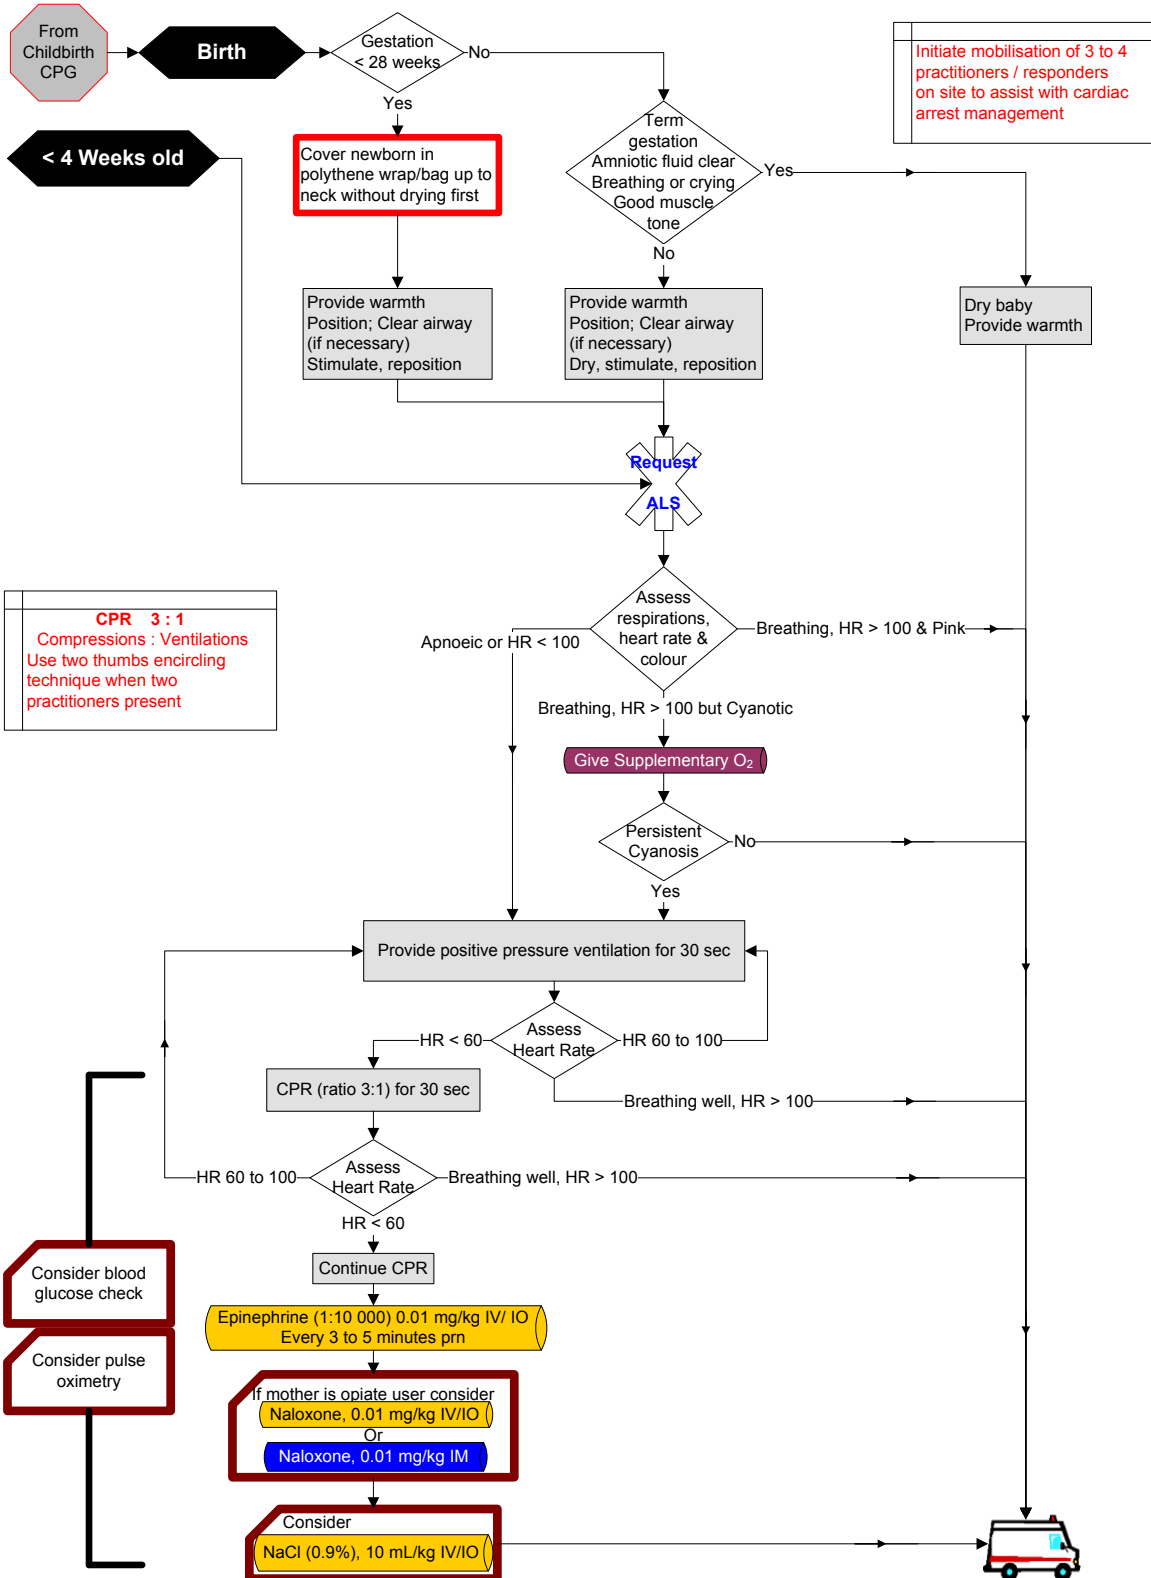 From
Childbirth
CPG
Birth
Gestation
< 28 weeks
No
Yes
Initiate mobilisation of 3 to 4
practitioners / responders
on site to assist with cardiac
arrest management
< 4 Weeks old
Cover newborn in
polythene wrap/bag up to
neck without drying first
Term
gestation
Amniotic fluid clear
Breathing or crying
Good muscle
tone
Yes
No
Provide warmth
Position; Clear airway
(if necessary)
Stimulate, reposition
Provide warmth
Position; Clear airway
(if necessary)
Dry, stimulate, reposition
Dry baby
Provide warmth
Request
ALS
CPR 3 : 1
Compressions : Ventilations
Use two thumbs encircling
technique when two
practitioners present
Assess
respirations,
heart rate &
colour
Apnoeic or HR < 100
Breathing, HR > 100 & Pink
Breathing, HR > 100 but Cyanotic
Give Supplementary O₂
Persistent
Cyanosis
No
Yes
Provide positive pressure ventilation for 30 sec
Assess
Heart Rate
HR < 60
HR 60 to 100
CPR (ratio 3:1) for 30 sec
Breathing well, HR > 100
Assess
Heart Rate
HR 60 to 100
Breathing well, HR > 100
HR < 60
Continue CPR
Consider blood
glucose check
Epinephrine (1:10 000) 0.01 mg/kg IV/ IO
Every 3 to 5 minutes prn
Consider pulse
oximetry
If mother is opiate user consider
Naloxone, 0.01 mg/kg IV/IO
Or
Naloxone, 0.01 mg/kg IM
Consider
NaCl (0.9%), 10 mL/kg IV/IO